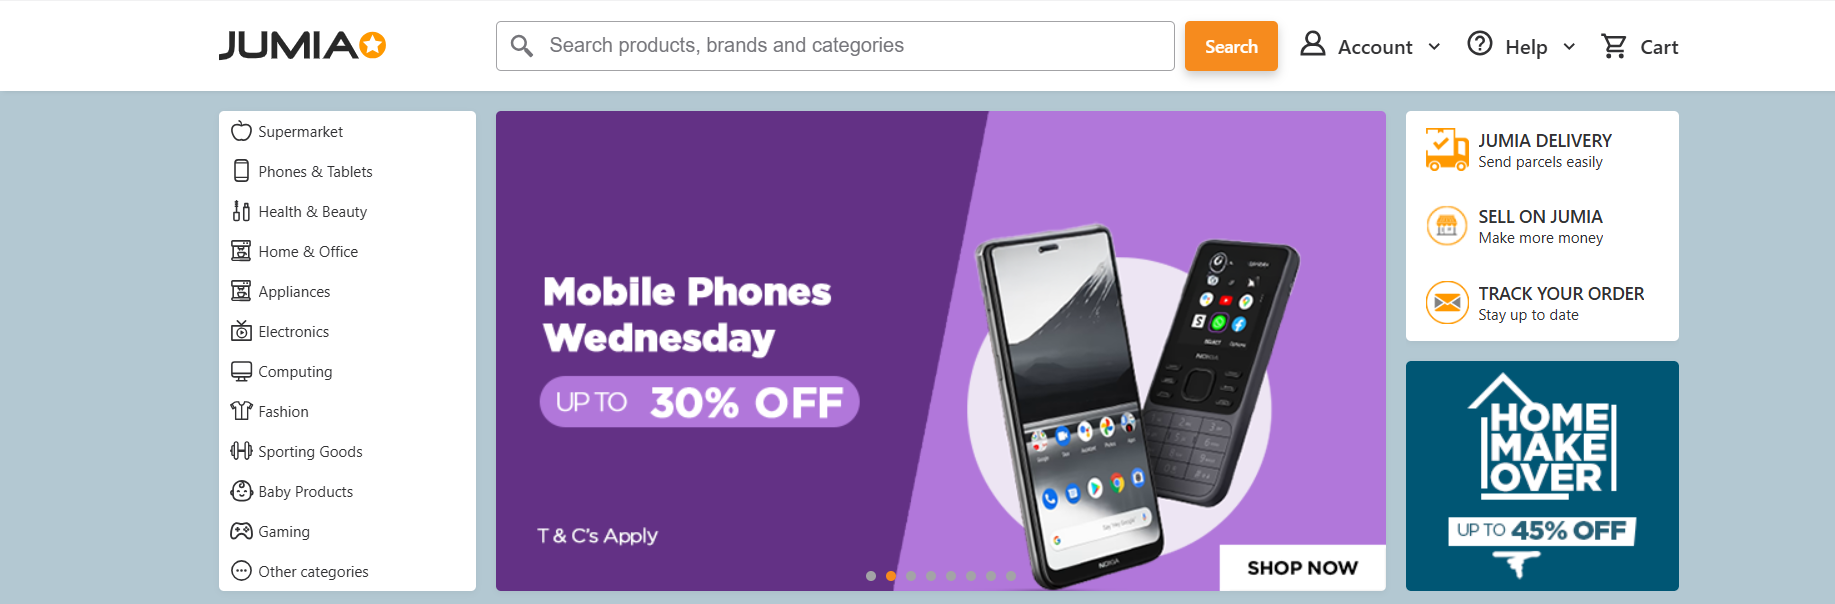 JUMIA
Search products, brands and categories
Search
Account
Help
Cart
Supermarket
Phones & Tablets
Health & Beauty
Home & Office
Appliances
Electronics
Computing
Fashion
Sporting Goods
Baby Products
Gaming
Other categories
Mobile Phones
Wednesday
UP TO 30% OFF
T & C's Apply
NOKIA
NOKIA
SHOP NOW
JUMIA DELIVERY
Send parcels easily
SELL ON JUMIA
Make more money
TRACK YOUR ORDER
Stay up to date
HOME
MAKE
OVER
UP TO 45% OFF